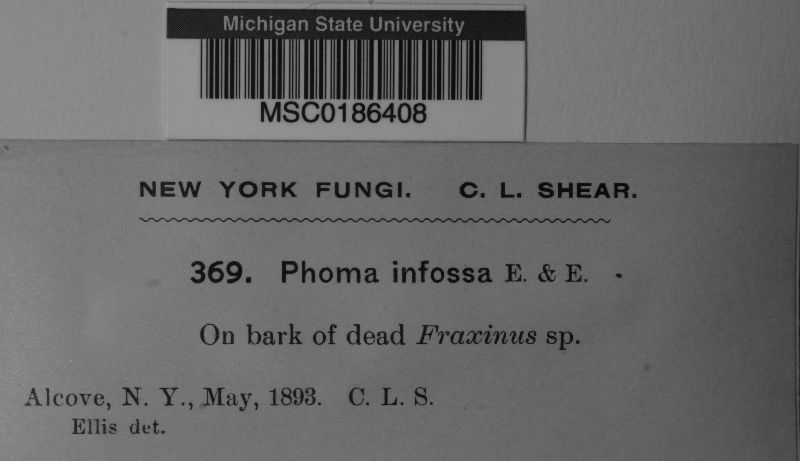 Michigan State University
MSC0186408
NEW YORK FUNGI. C. L. SHEAR.
369. Phoma infossa E. & E.
On bark of dead Fraxinus sp.
Alcove, N. Y., May, 1893. C. L. S.
Ellis det.